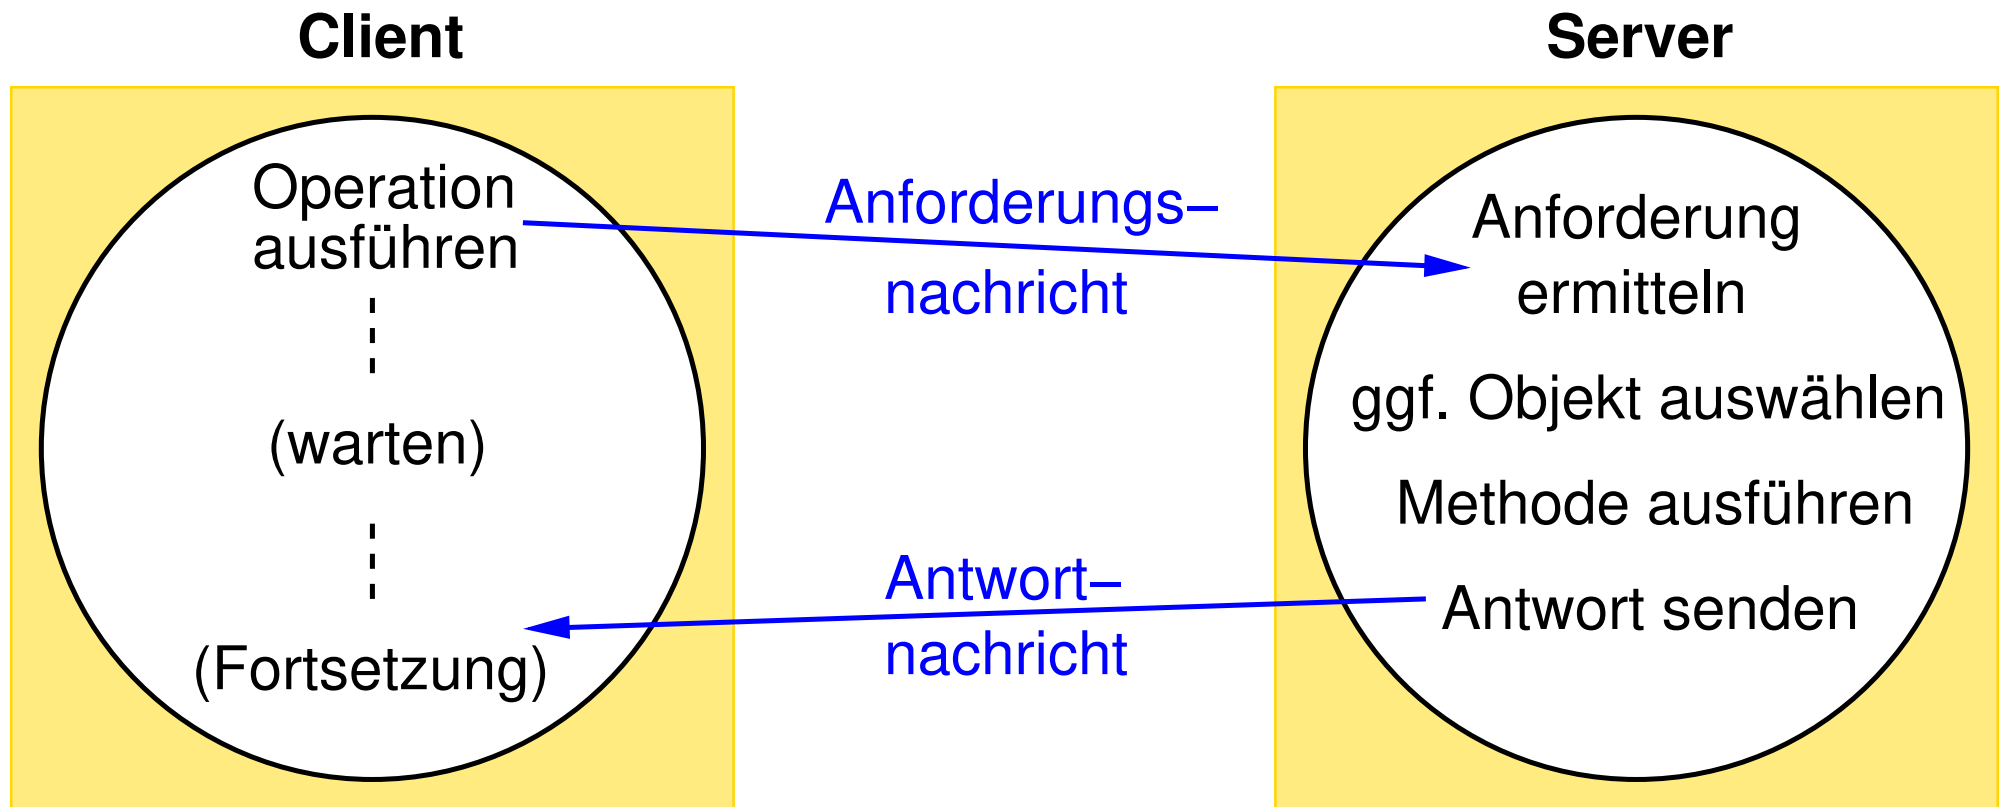 Client
Server
Operation
ausführen
(warten)
(Fortsetzung)
Anforderungs–
nachricht
Antwort–
nachricht
Anforderung
ermitteln
ggf. Objekt auswählen
Methode ausführen
Antwort senden